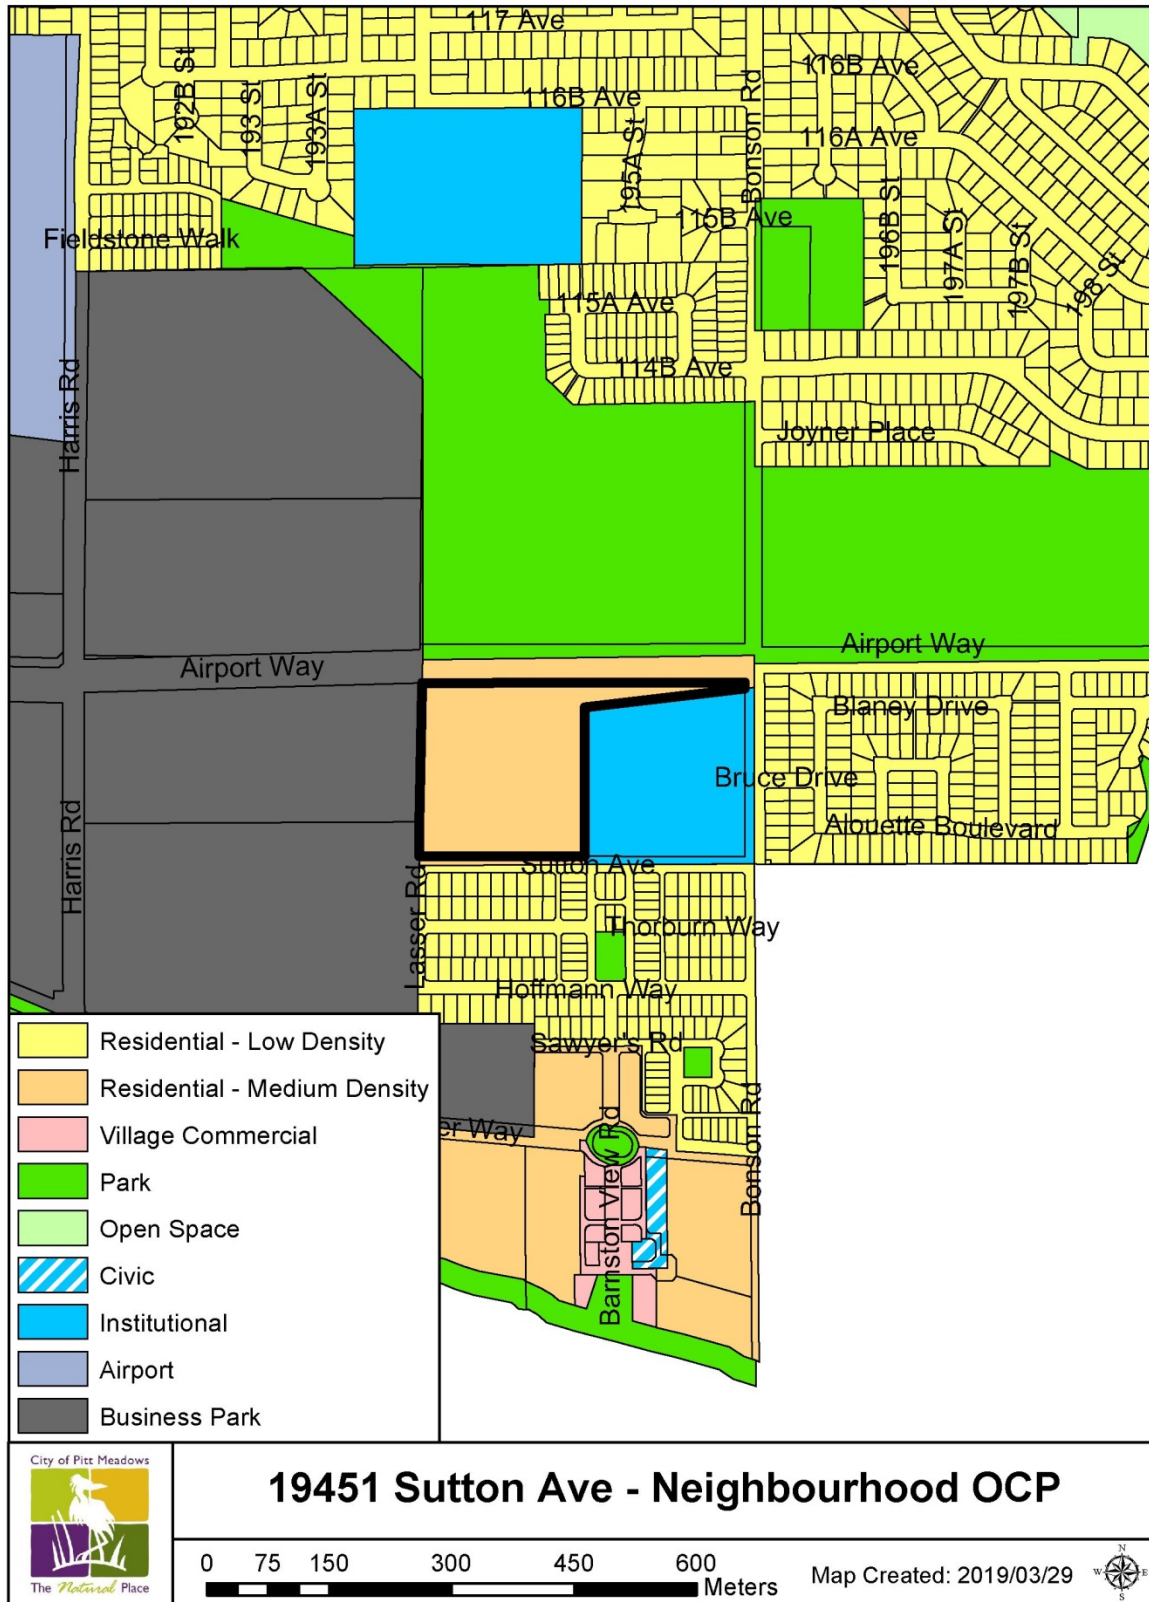 117 Ave
116B Ave
192B St
193 St
193A St
116B Ave
195A St
Bonson Rd
116A Ave
115B Ave
196B St
197A St
197B St
198 St
Fieldstone Walk
115A Ave
114B Ave
Harris Rd
Joyner Place
Airport Way
Airport Way
Blaney Drive
Bruce Drive
Alouette Boulevard
Harris Rd
Sutton Ave
Lasser Rd
Thorburn Way
Hoffmann Way
Sawyer's Rd
er Way
Barnston View Rd
Bonson Rd
Residential - Low Density
Residential - Medium Density
Village Commercial
Park
Open Space
Civic
Institutional
Airport
Business Park
City of Pitt Meadows
The Natural Place
19451 Sutton Ave - Neighbourhood OCP
0 75 150 300 450 600
Meters
Map Created: 2019/03/29
N
W E
S